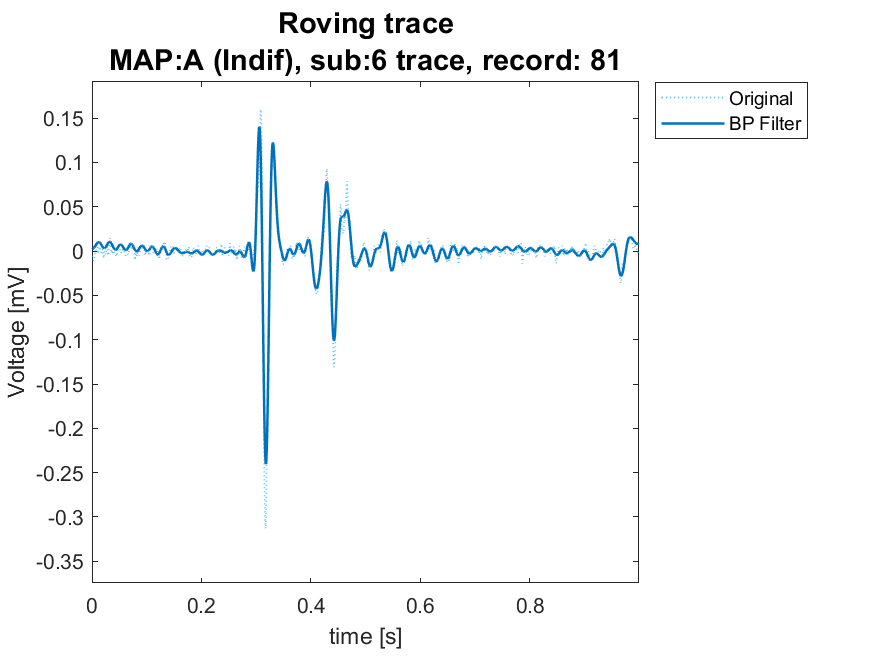 Roving trace
MAP:A (Indif), sub:6 trace, record: 81
Original
BP Filter
0.15
0.1
0.05
0
-0.05
-0.1
-0.15
-0.2
-0.25
-0.3
-0.35
Voltage [mV]
0 0.2 0.4 0.6 0.8
time [s]